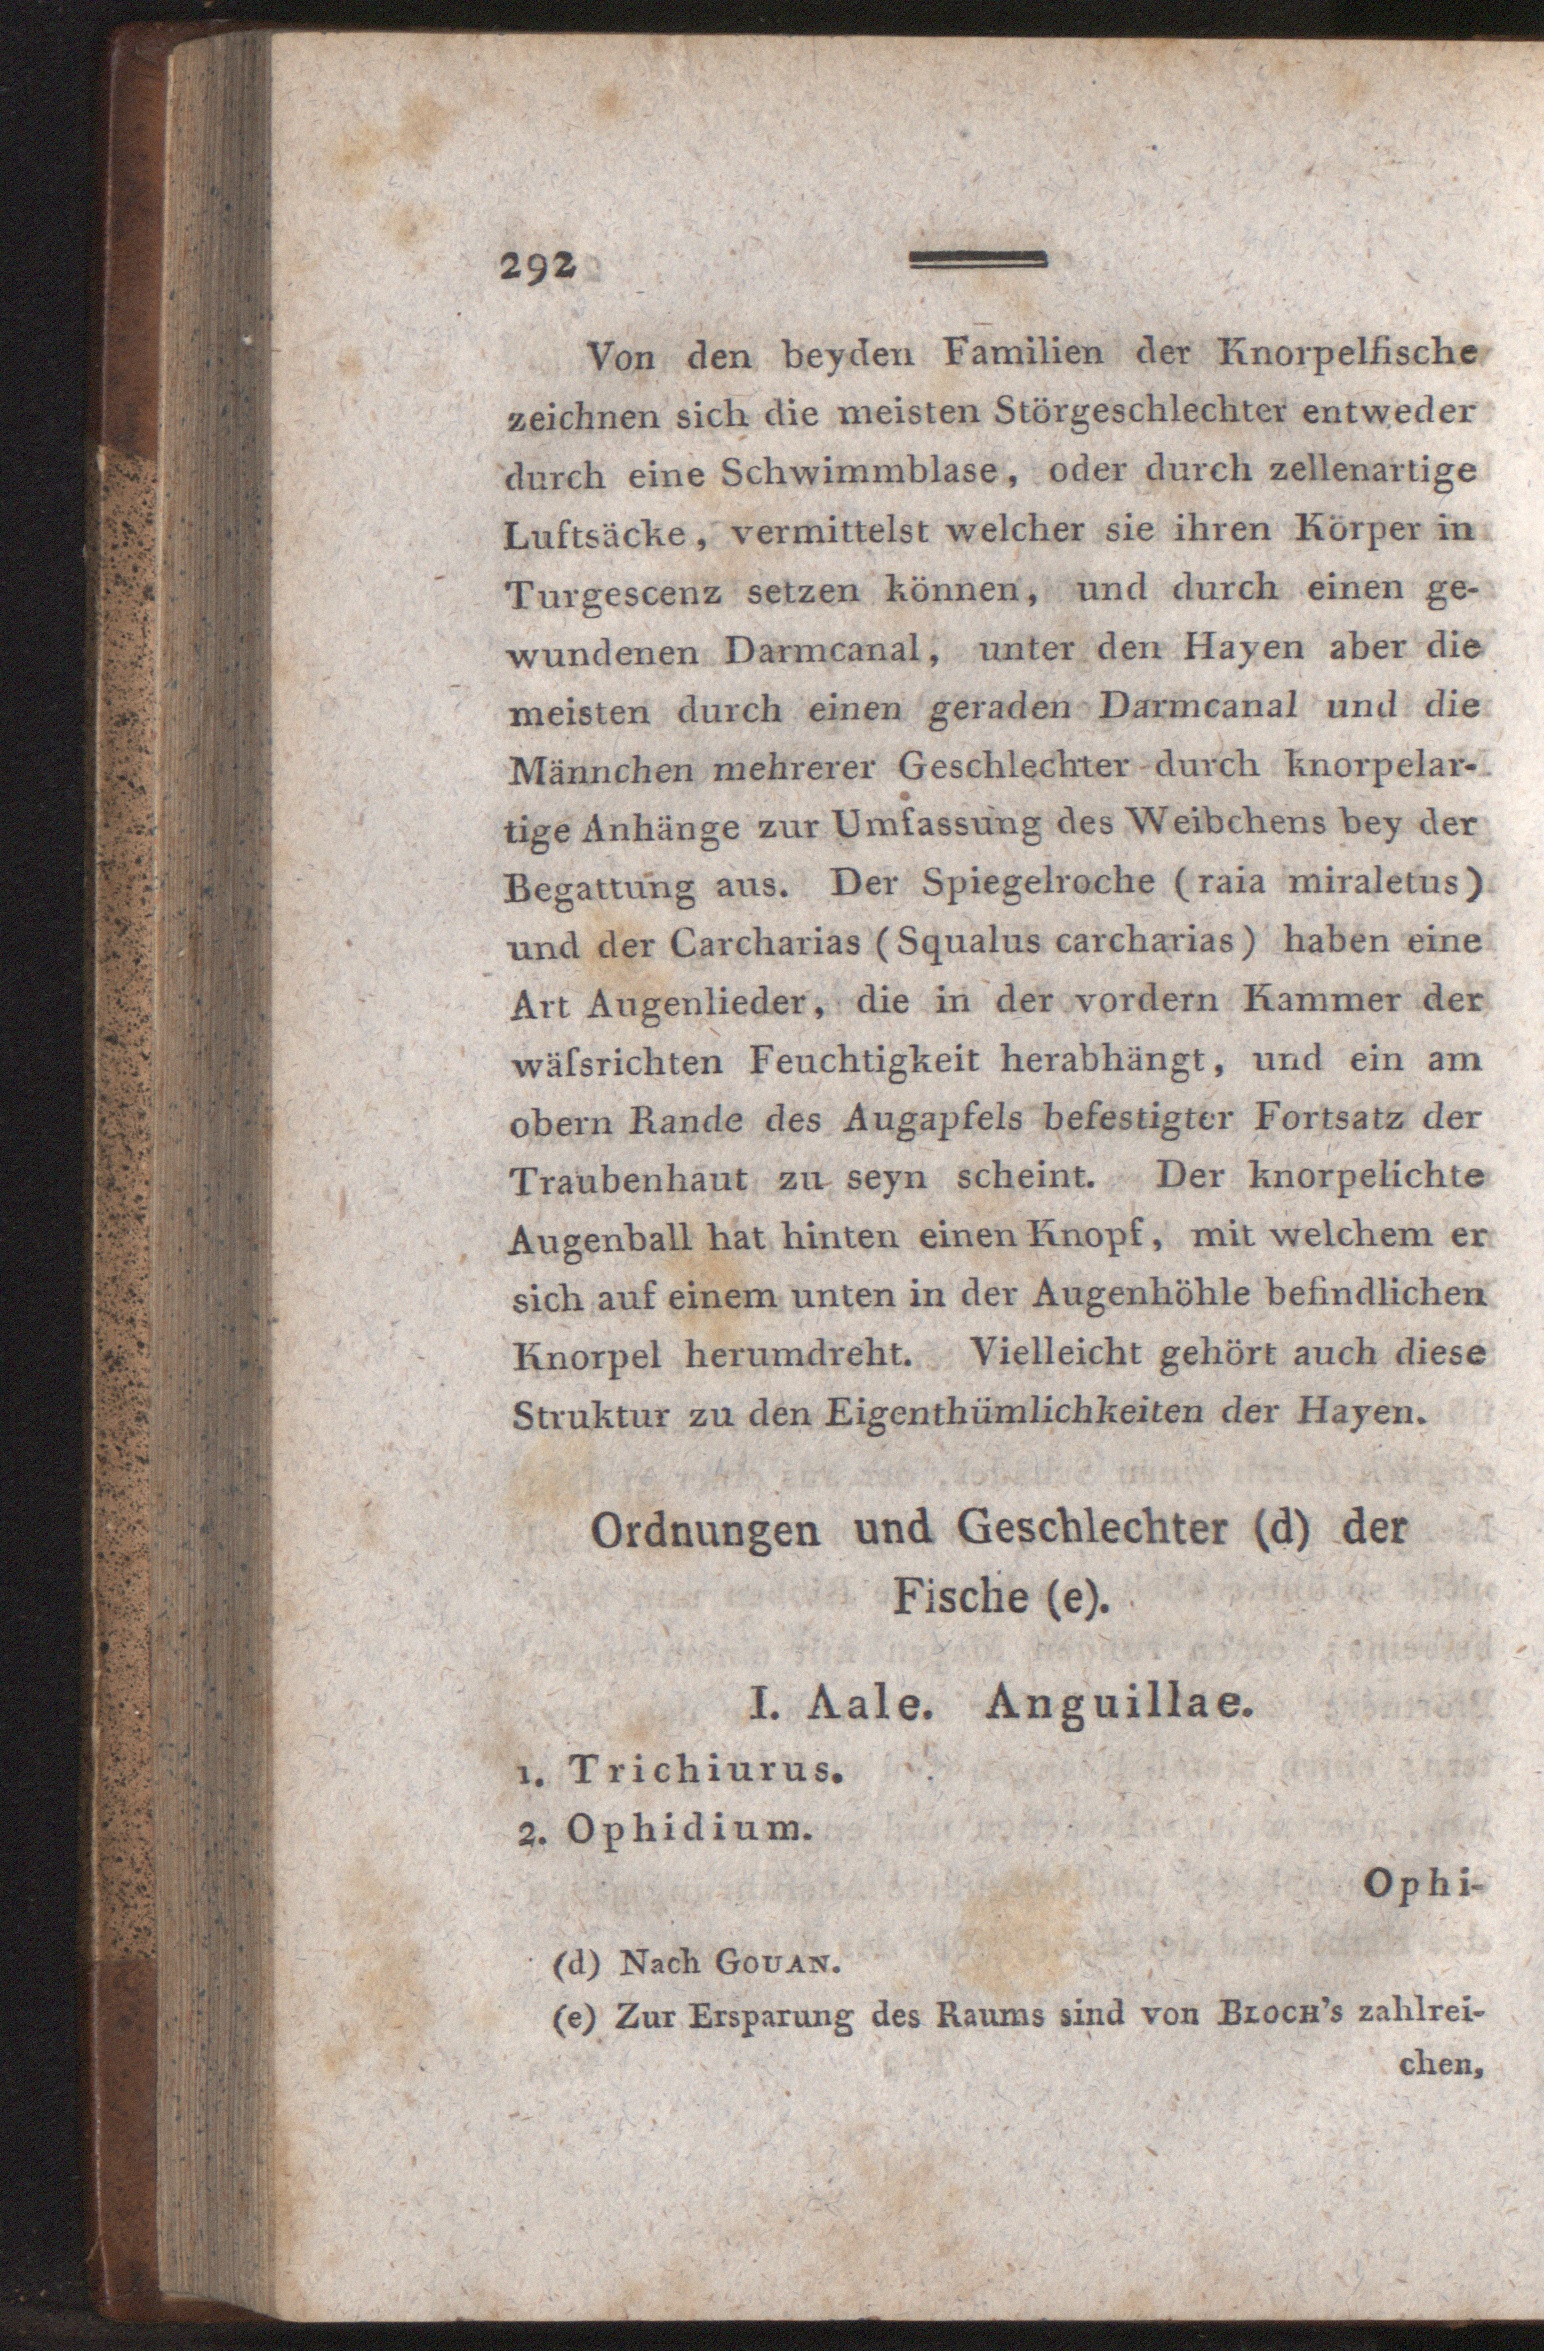 292
Von den beyden Familien der Knorpelfische
zeichnen sich die meisten Störgeschlechter entweder
durch eine Schwimmblase, oder durch zellenartige
Luftsäcke, vermittelst welcher sie ihren Körper in
Turgescenz setzen können, und durch einen ge-
wundenen Darmcanal, unter den Hayen aber die
meisten durch einen geraden Darmcanal und die
Männchen mehrerer Geschlechter durch knorpelar-
tige Anhänge zur Umfassung des Weibchens bey der
Begattung aus. Der Spiegelroche (raia miraletus)
und der Carcharias (Squalus carcharias) haben eine
Art Augenlieder, die in der vordern Kammer der
wäſsrichten Feuchtigkeit herabhängt, und ein am
obern Rande des Augapfels befestigter Fortsatz der
Traubenhaut zu seyn scheint. Der knorpelichte
Augenball hat hinten einen Knopf, mit welchem er
sich auf einem unten in der Augenhöhle befindlichen
Knorpel herumdreht. Vielleicht gehört auch diese
Struktur zu den Eigenthümlichkeiten der Hayen.
Ordnungen und Geschlechter (d) der
Fische (e).
I. Aale. Anguillae.
1. Trichiurus.
2. Ophidium.
Ophi-
(d) Nach GOUAN.
(e) Zur Ersparung des Raums sind von BLOCH's zahlrei-
chen,